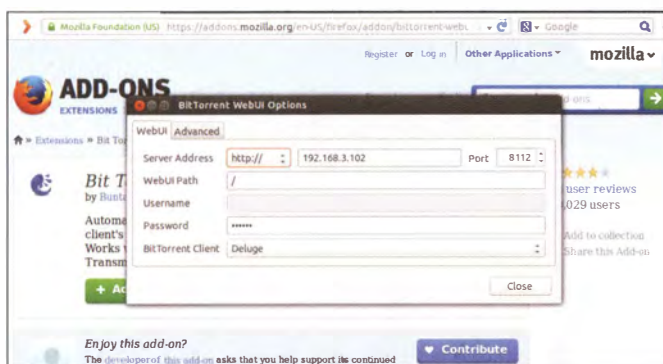 Mozilla Foundation (US) https://addons.mozilla.org/en-US/firefox/addon/bittorrent-webu
Google
Register or Log in Other Applications
mozilla
ADD-ONS
EXTENSIONS
BitTorrent WebUI Options
WebUI Advanced
Server Address http:// 192.168.3.102 Port 8112
WebUI Path /
Username
Password ••••••
BitTorrent Client Deluge
Close
» Extensions » Bit
Bit T
by
user reviews
,029 users
Automa
client's
Works
Transm
Add to collection
Share this Add-on
+
Enjoy this add-on?
The developer of this add-on asks that you help support its continued
Contribute